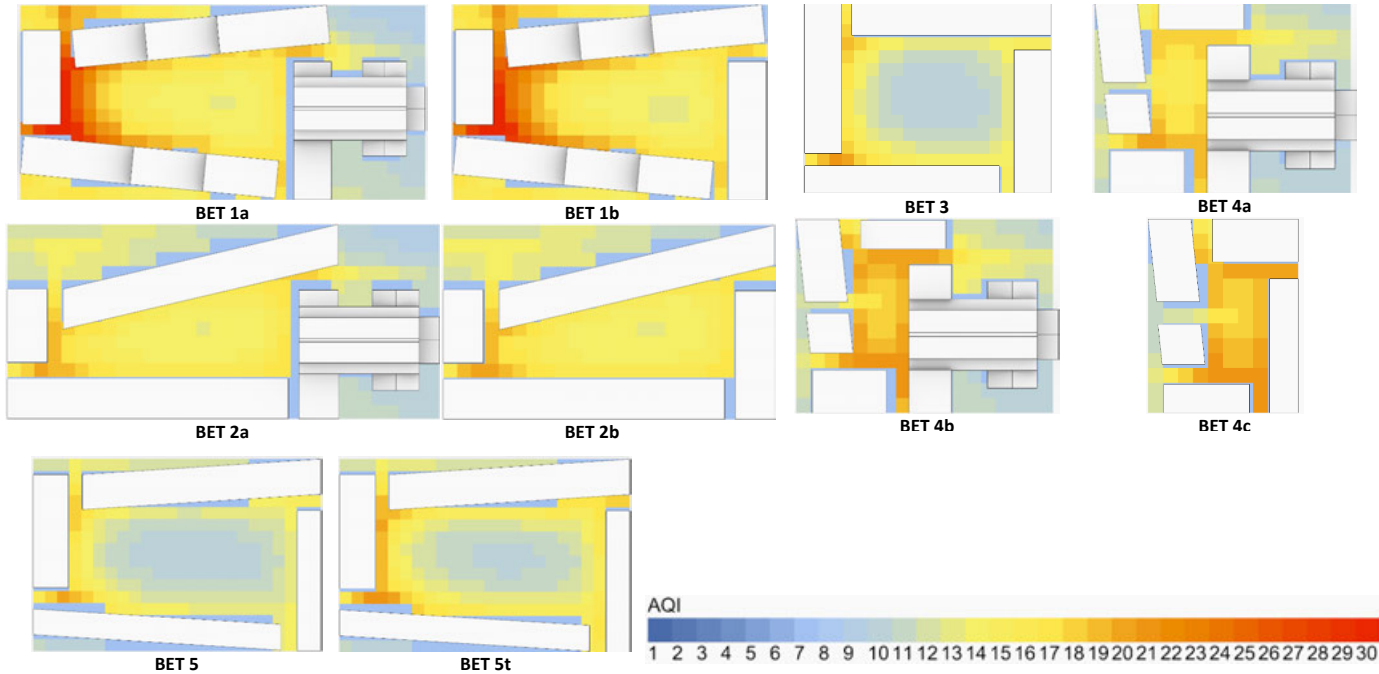 BET 1a
BET 1b
BET 3
BET 4a
BET 2a
BET 2b
BET 4b
BET 4c
BET 5
BET 5t
AQI
1 2 3 4 5 6 7 8 9 10 11 12 13 14 15 16 17 18 19 20 21 22 23 24 25 26 27 28 29 30